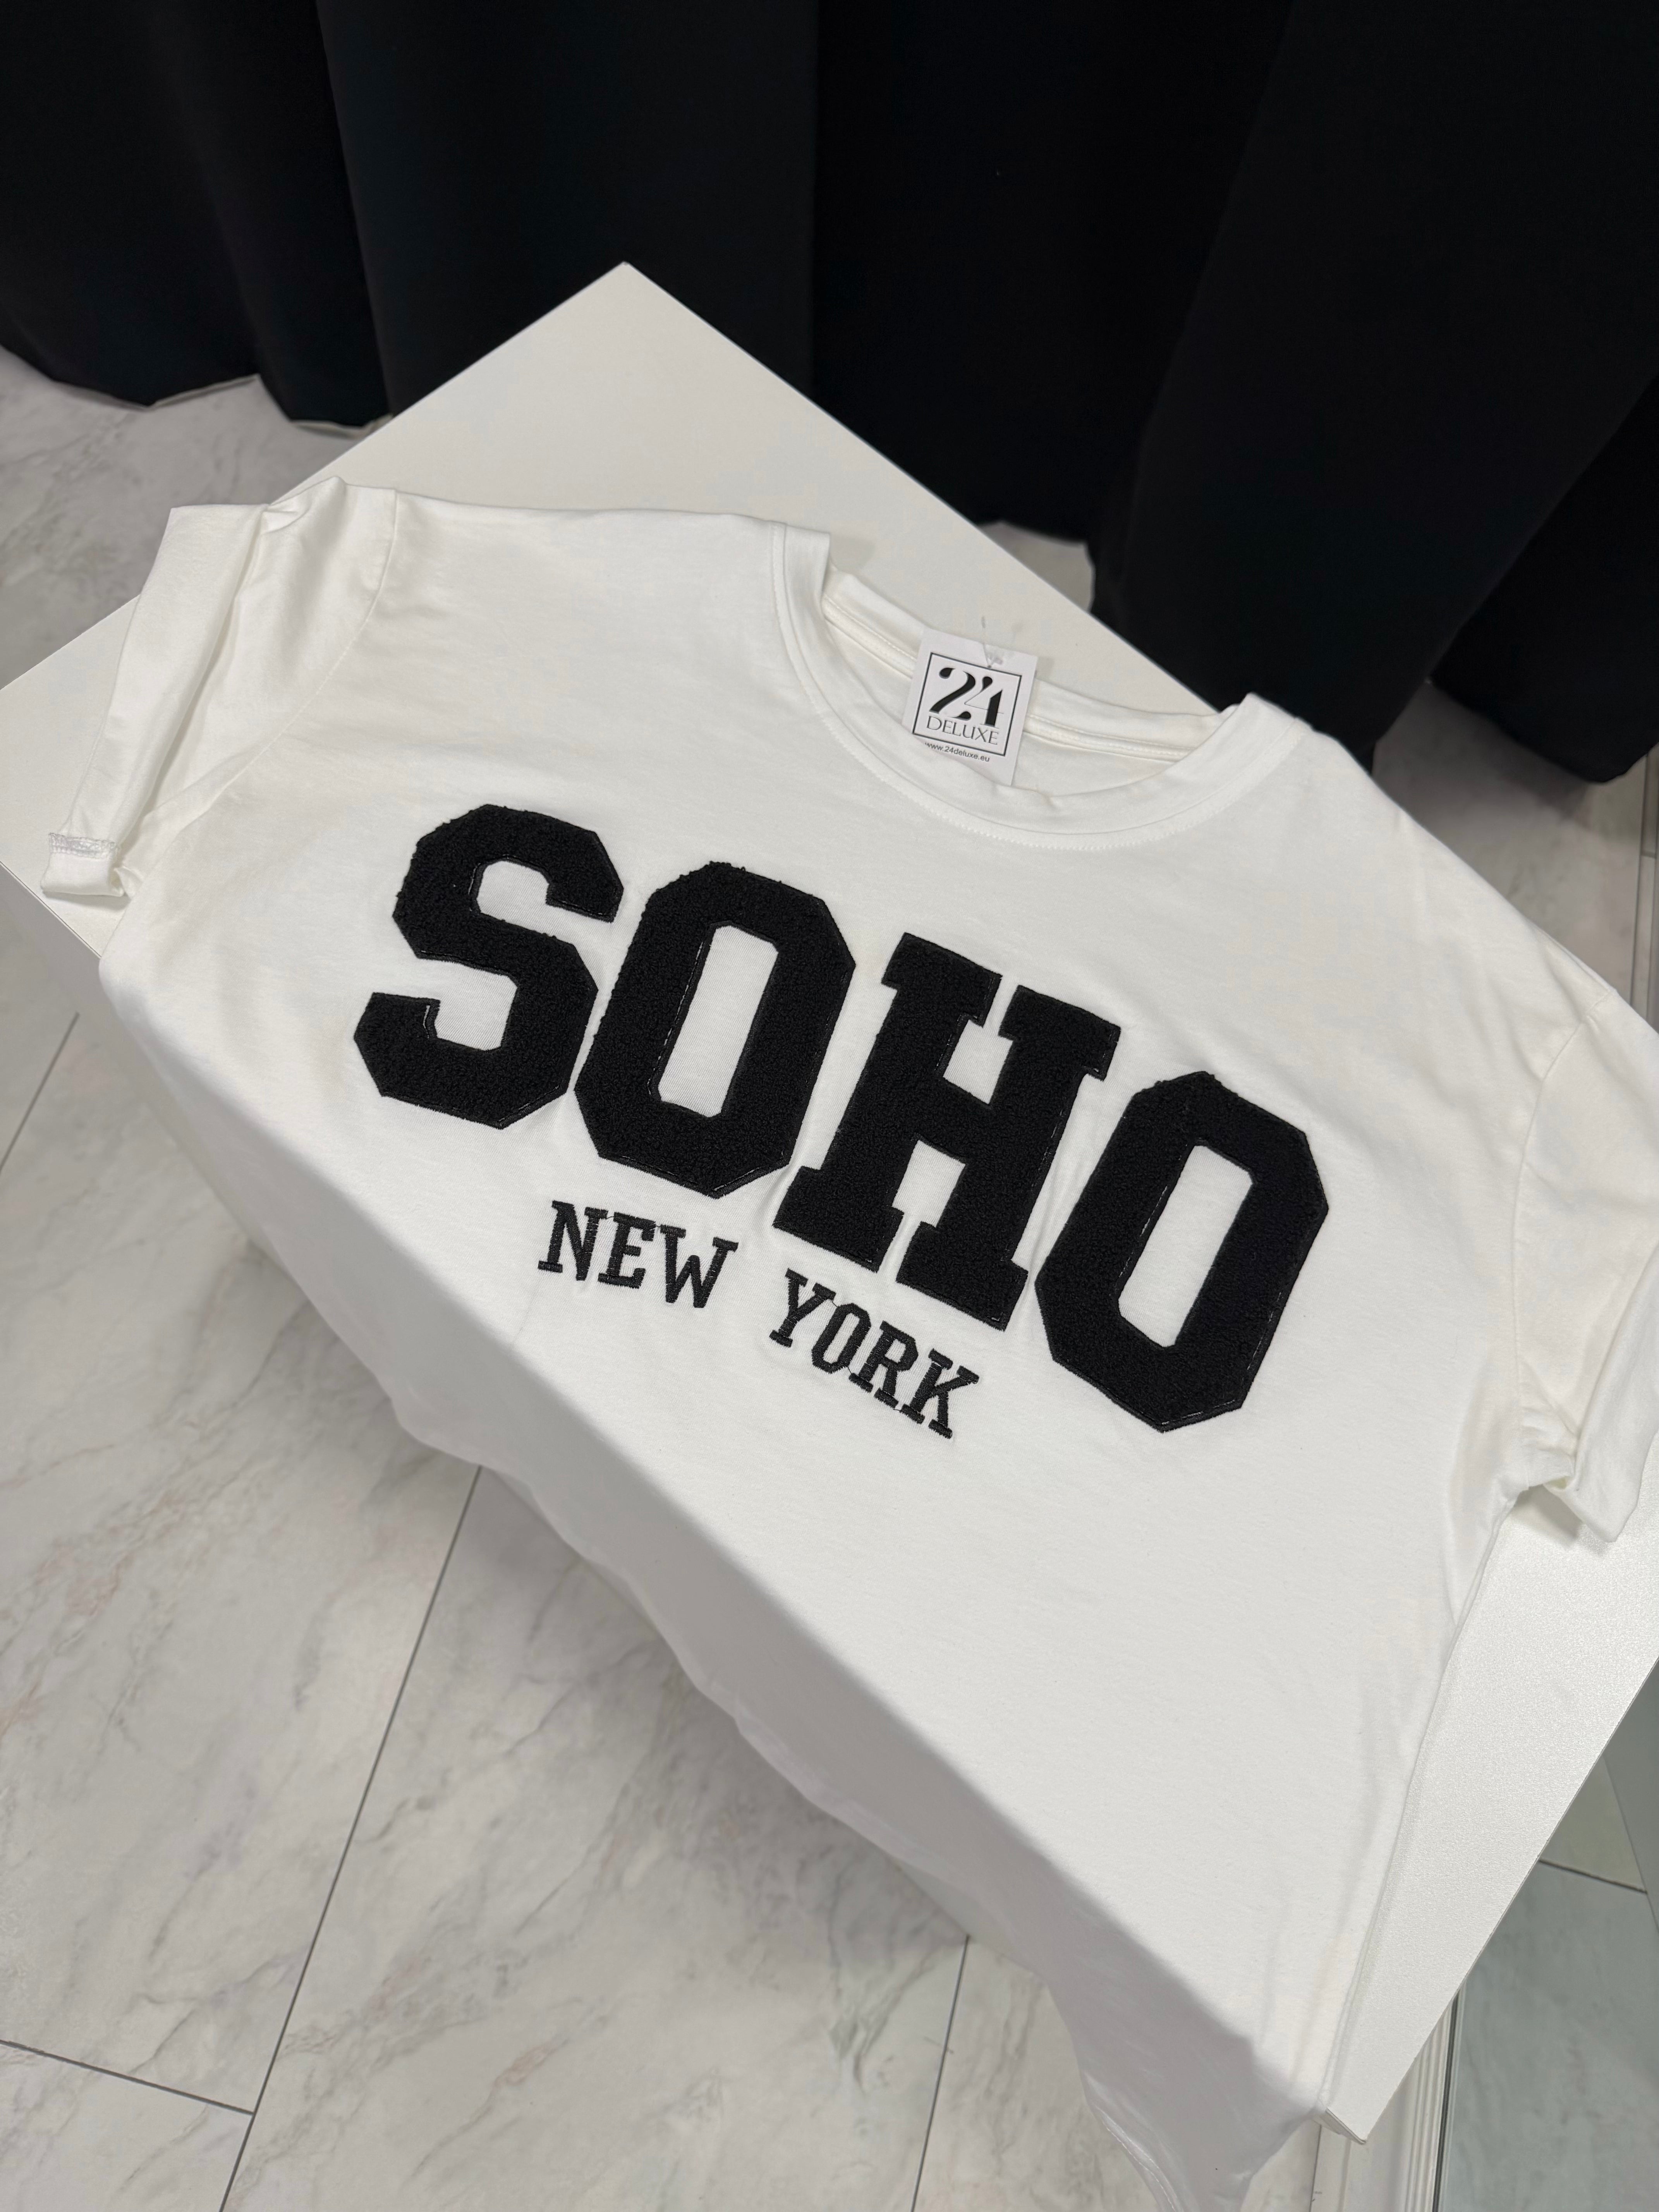 24
DELUXE
www.24deluxe.eu
SOHO
NEW YORK